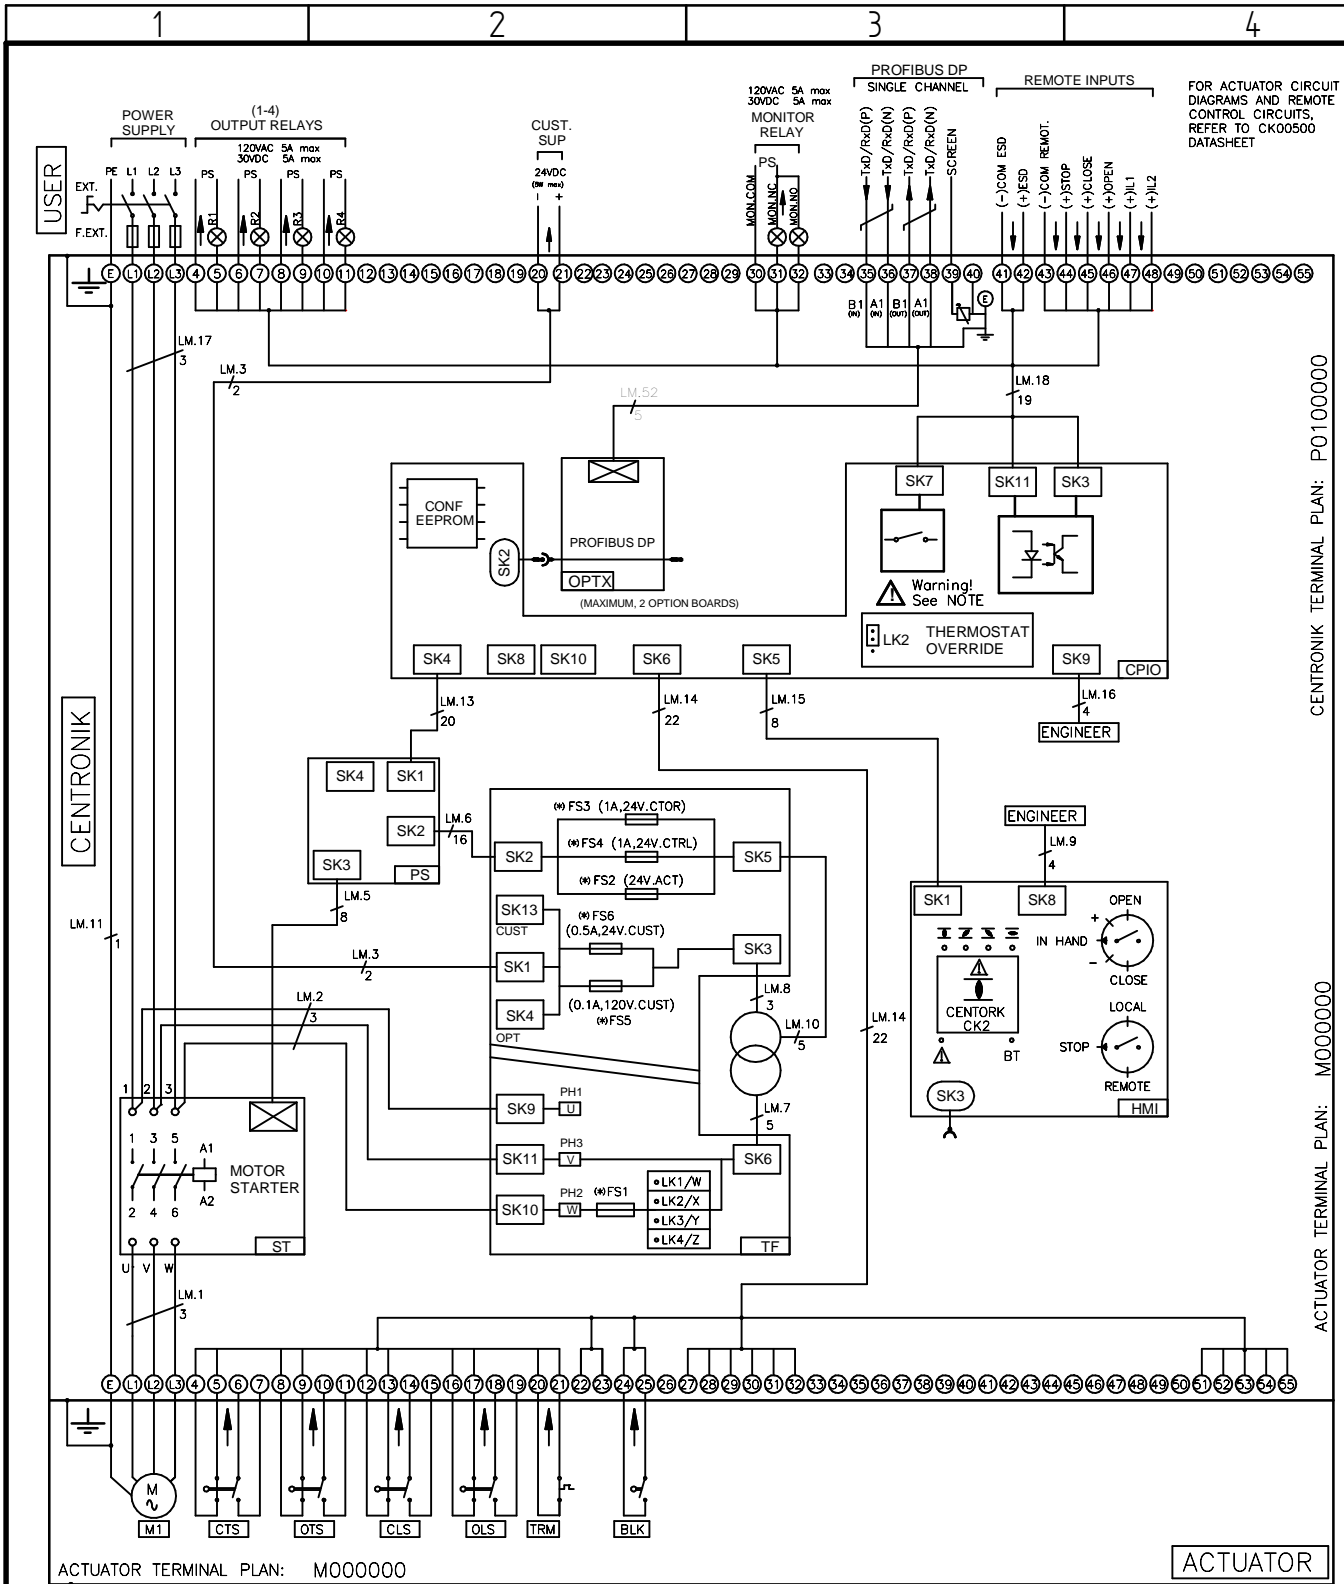 1 2 3 4
POWER
SUPPLY
(1-4)
OUTPUT RELAYS
120VAC 5A max
30VDC 5A max
CUST.
SUP
24VDC
(5W max)
- +
120VAC 5A max
30VDC 5A max
MONITOR
RELAY
PROFIBUS DP
SINGLE CHANNEL
REMOTE INPUTS
FOR ACTUATOR CIRCUIT
DIAGRAMS AND REMOTE
CONTROL CIRCUITS,
REFER TO CK00500
DATASHEET
USER
PE L1 L2 L3
EXT.
F.EXT.
PS PS PS PS
R1 R2 R3 R4
PS
MON.COM
MON.NC
MON.NO
TxD/RxD(P)
TxD/RxD(N)
TxD/RxD(P)
TxD/RxD(N)
SCREEN
(-)COM ESD
(+)ESD
(-)COM REMOT.
(+)STOP
(+)CLOSE
(+)OPEN
(+)IL1
(+)IL2
E L1 L2 L3 4 5 6 7 8 9 10 11 12 13 14 15 16 17 18 19 20 21 22 23 24 25 26 27 28 29 30 31 32 33 34 35 36 37 38 39 40 41 42 43 44 45 46 47 48 49 50 51 52 53 54 55
B1 A1 B1 A1
(IN) (IN) (OUT) (OUT)
E
LM.17
3
LM.3
2
LM.52
5
LM.18
19
CENTRONIK TERMINAL PLAN: P0100000
CONF
EEPROM
SK2
PROFIBUS DP
OPTX
(MAXIMUM, 2 OPTION BOARDS)
SK7 SK11 SK3
Warning!
See NOTE
LK2
THERMOSTAT
OVERRIDE
SK4 SK8 SK10 SK6 SK5 SK9
CPIO
LM.13
20
LM.14
22
LM.15
8
LM.16
4
ENGINEER
CENTRONIK
SK4 SK1
SK2
SK3
PS
LM.6
16
LM.5
8
(*)FS3 (1A,24V.CTOR)
(*)FS4 (1A,24V.CTRL)
(*)FS2 (24V.ACT)
SK2 SK5
SK13
CUST
(*)FS6
(0.5A,24V.CUST)
SK1
SK3
SK4
OPT
(0.1A,120V.CUST)
(*)FS5
LM.8
3
LM.10
5
LM.7
5
ENGINEER
LM.9
4
SK1 SK8
OPEN
+
IN HAND
-
CLOSE
CENTORK
CK2
BT
LOCAL
STOP
REMOTE
SK3
HMI
LM.11
1
LM.3
2
LM.2
3
LM.14
22
SK9
PH1
U
SK11
PH3
V
SK6
SK10
PH2
W
(*)FS1
LK1/W
LK2/X
LK3/Y
LK4/Z
TF
1 2 3
1 3 5
A1
A2
2 4 6
MOTOR
STARTER
ST
U V W
LM.1
3
ACTUATOR TERMINAL PLAN: M000000
E L1 L2 L3 4 5 6 7 8 9 10 11 12 13 14 15 16 17 18 19 20 21 22 23 24 25 26 27 28 29 30 31 32 33 34 35 36 37 38 39 40 41 42 43 44 45 46 47 48 49 50 51 52 53 54 55
M
M1 CTS OTS CLS OLS TRM BLK
ACTUATOR TERMINAL PLAN: M000000
ACTUATOR